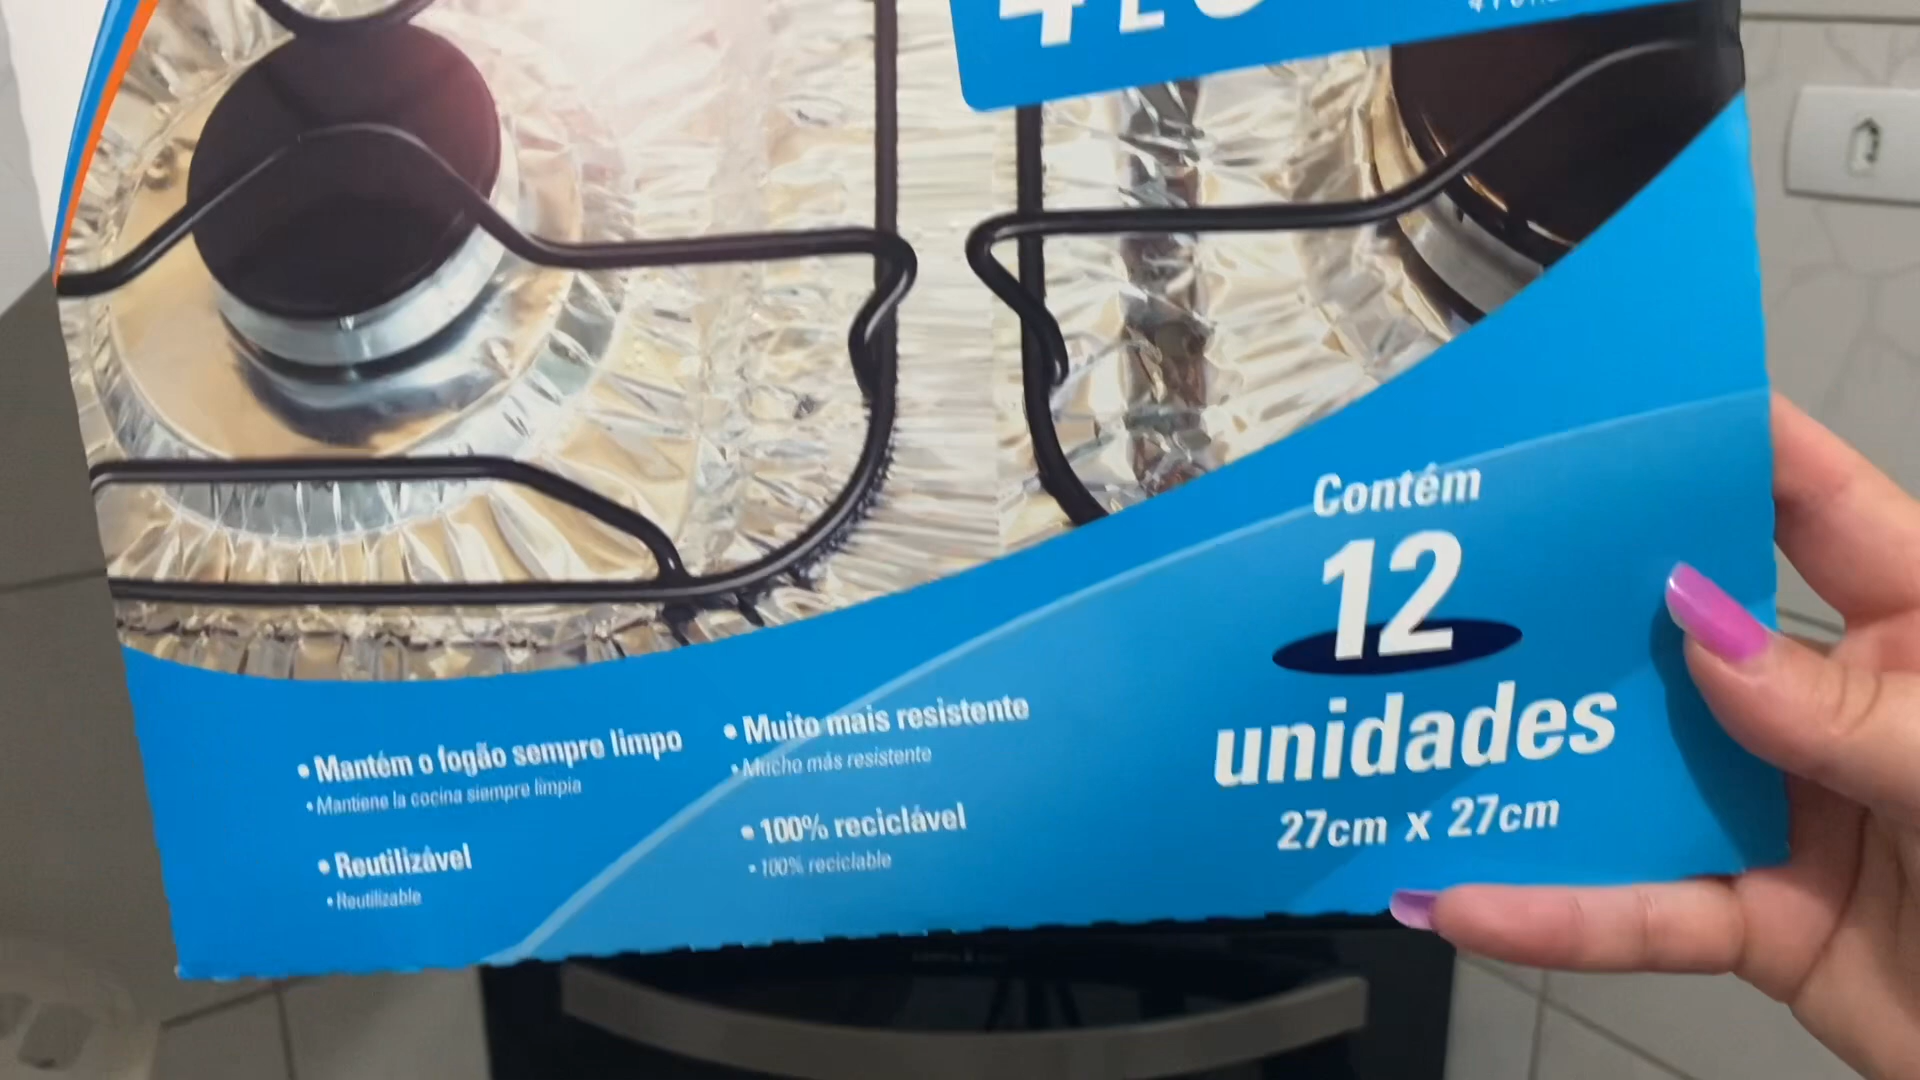 Contém
12
unidades
27cm x 27cm
• Mantém o fogão sempre limpo
• Mantiene la cocina siempre limpia
• Reutilizável
• Reutilizable
• Muito mais resistente
• Mucho más resistente
• 100% reciclável
• 100% reciclable